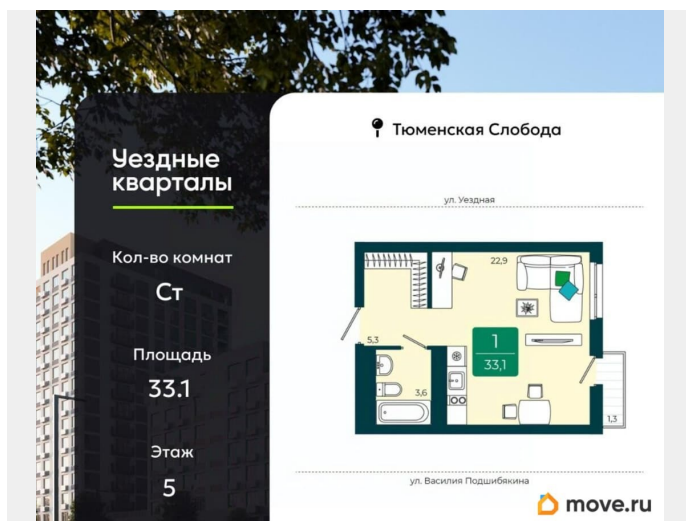 Уездные
кварталы
Кол-во комнат
Ст
Площадь
33.1
Этаж
5
Тюменская Слобода
ул. Уездная
22,9
5,3
1
33,1
3,6
1,3
ул. Василия Подшибякина
move.ru